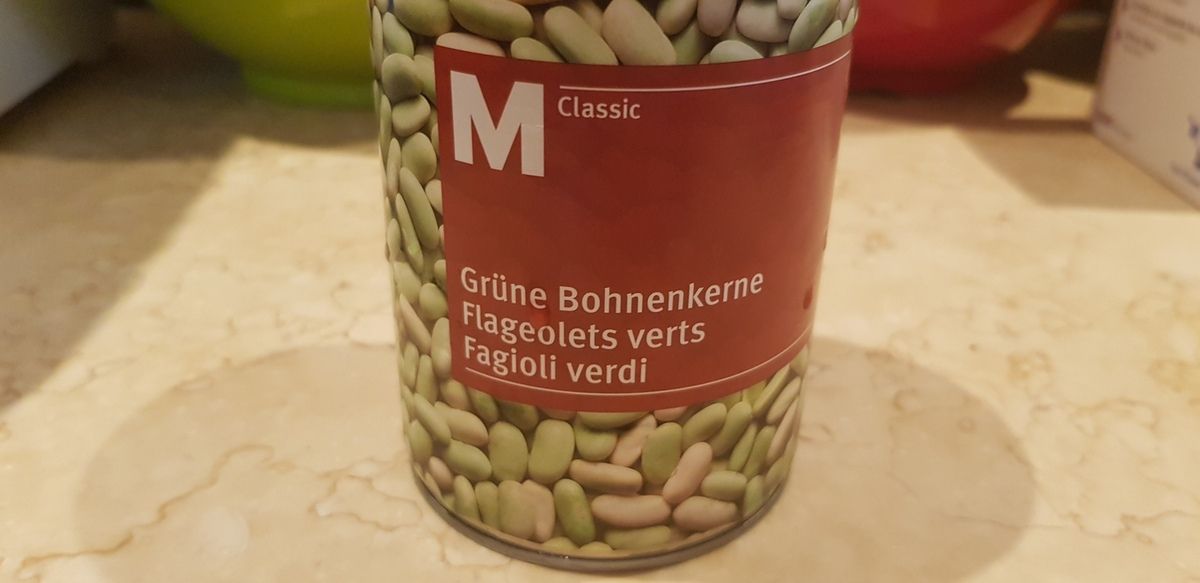 M Classic
Grüne Bohnenkerne
Flageolets verts
Fagioli verdi